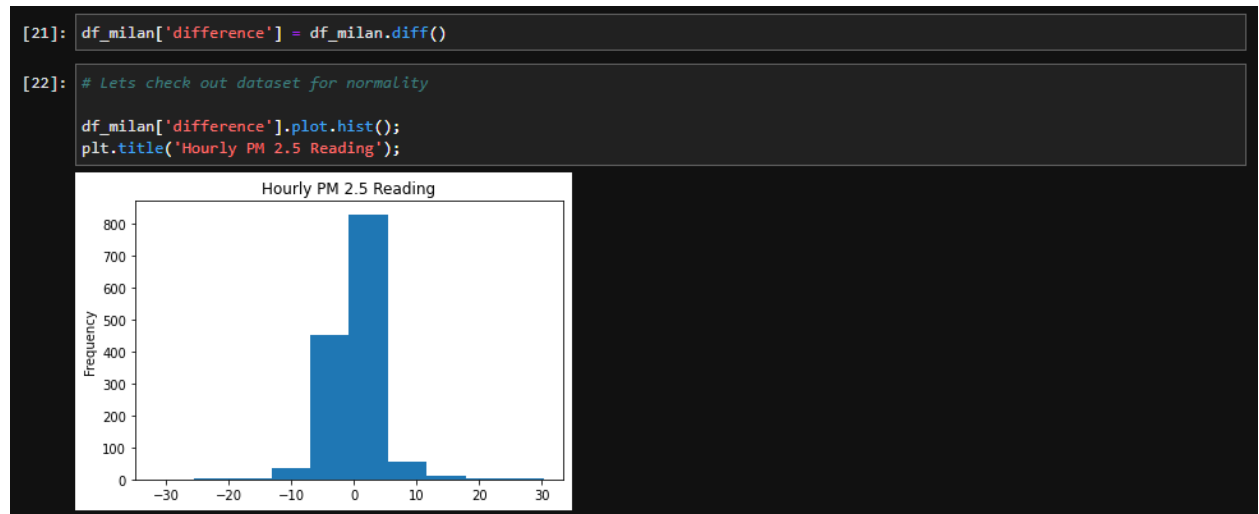 [21]: df_milan['difference'] = df_milan.diff()
[22]: # Lets check out dataset for normality
df_milan['difference'].plot.hist();
plt.title('Hourly PM 2.5 Reading');
Hourly PM 2.5 Reading
800
700
600
500
400
300
200
100
0
Frequency
−30 −20 −10 0 10 20 30